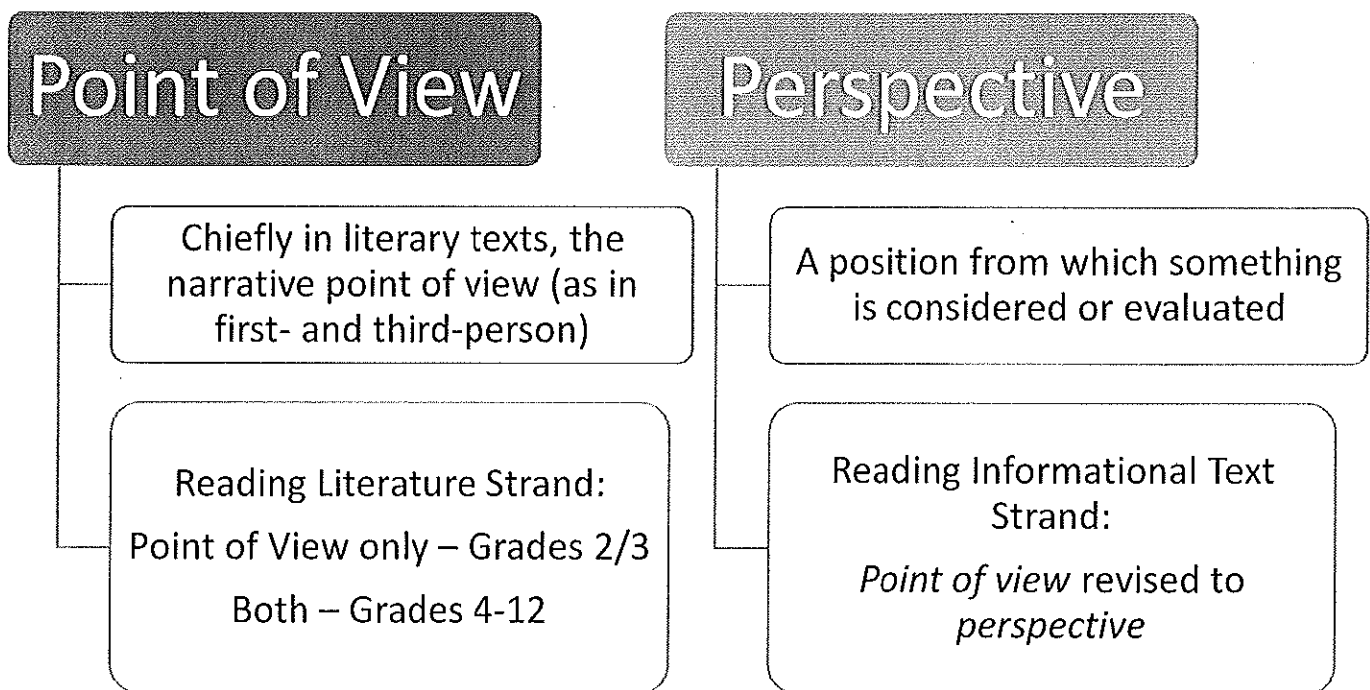 Point of View
Chiefly in literary texts, the
narrative point of view (as in
first- and third-person)
Reading Literature Strand:
Point of View only – Grades 2/3
Both – Grades 4-12
Perspective
A position from which something
is considered or evaluated
Reading Informational Text
Strand:
Point of view revised to
perspective